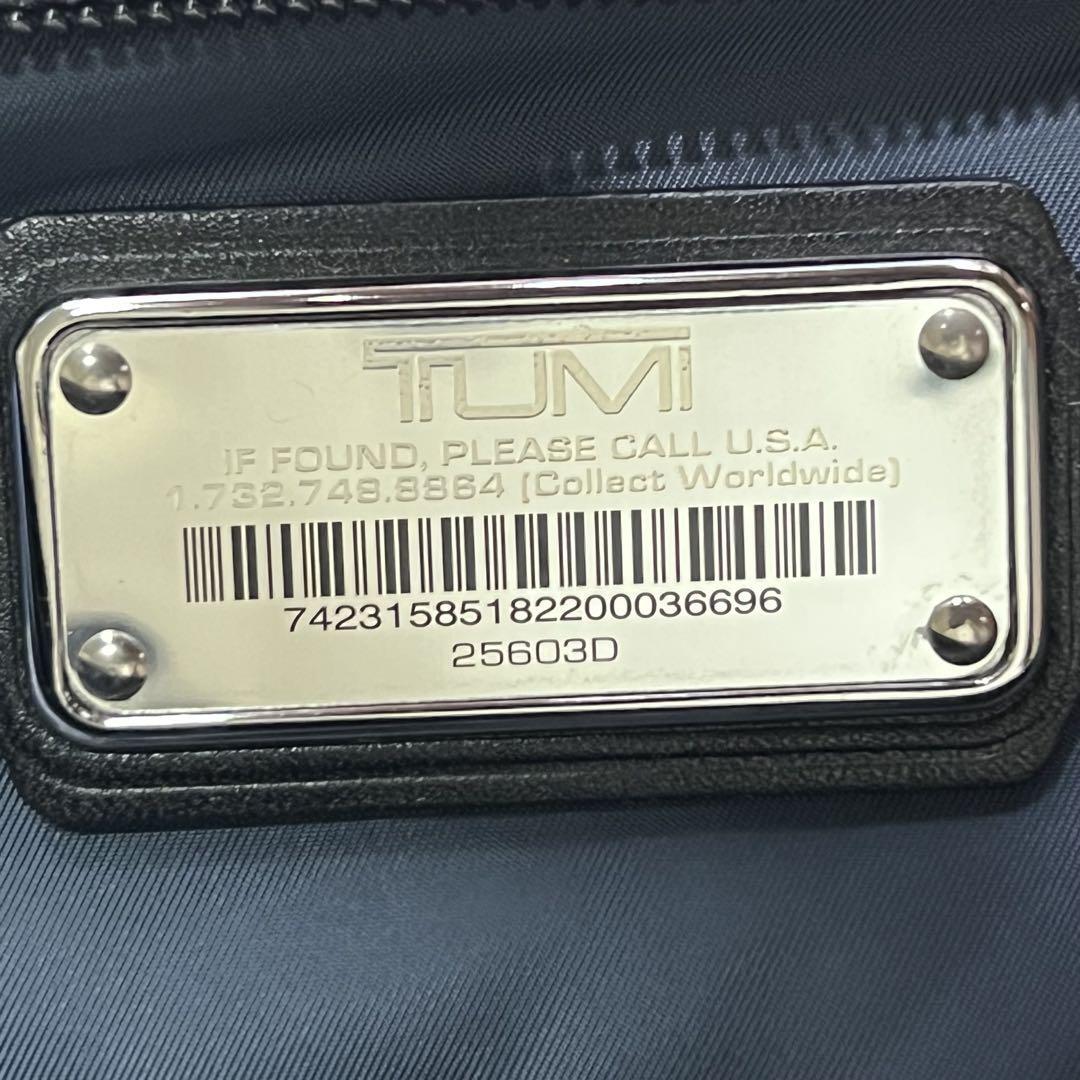 TUMI
IF FOUND, PLEASE CALL U.S.A.
1.732.748.8864 (Collect Worldwide)
74231585182200036696
25603D